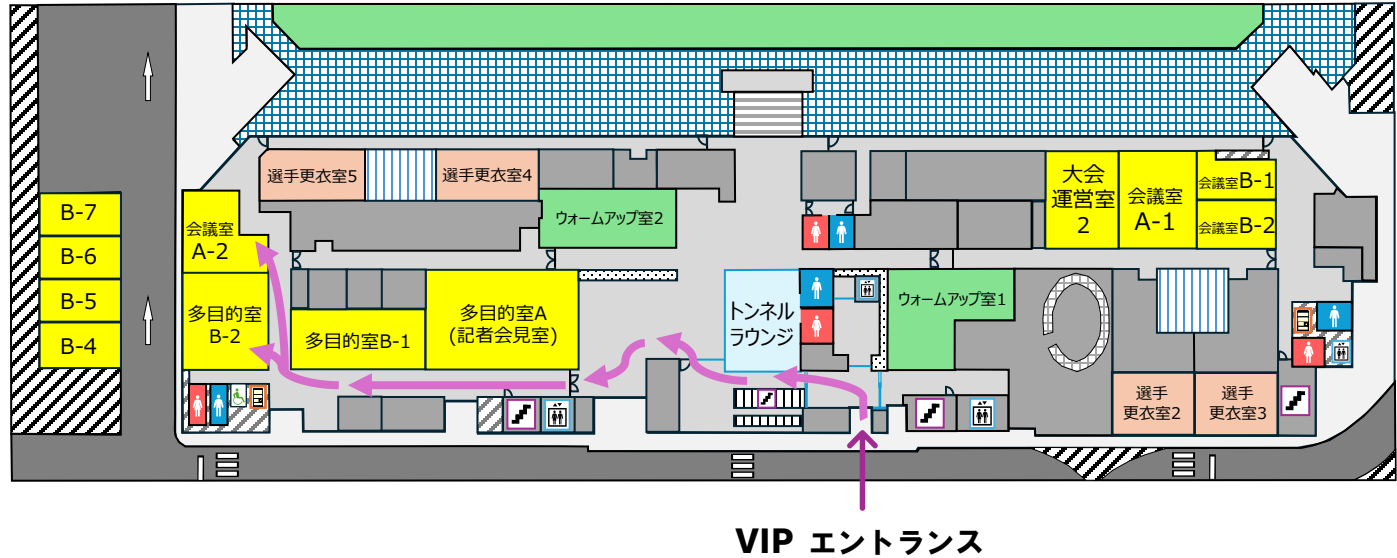 選手更衣室5
選手更衣室4
ウォームアップ室2
大会
運営室
2
会議室
A-1
会議室B-1
会議室B-2
B-7
B-6
B-5
B-4
会議室
A-2
多目的室
B-2
多目的室B-1
多目的室A
(記者会見室)
トンネル
ラウンジ
ウォームアップ室1
選手
更衣室2
選手
更衣室3
VIP エントランス